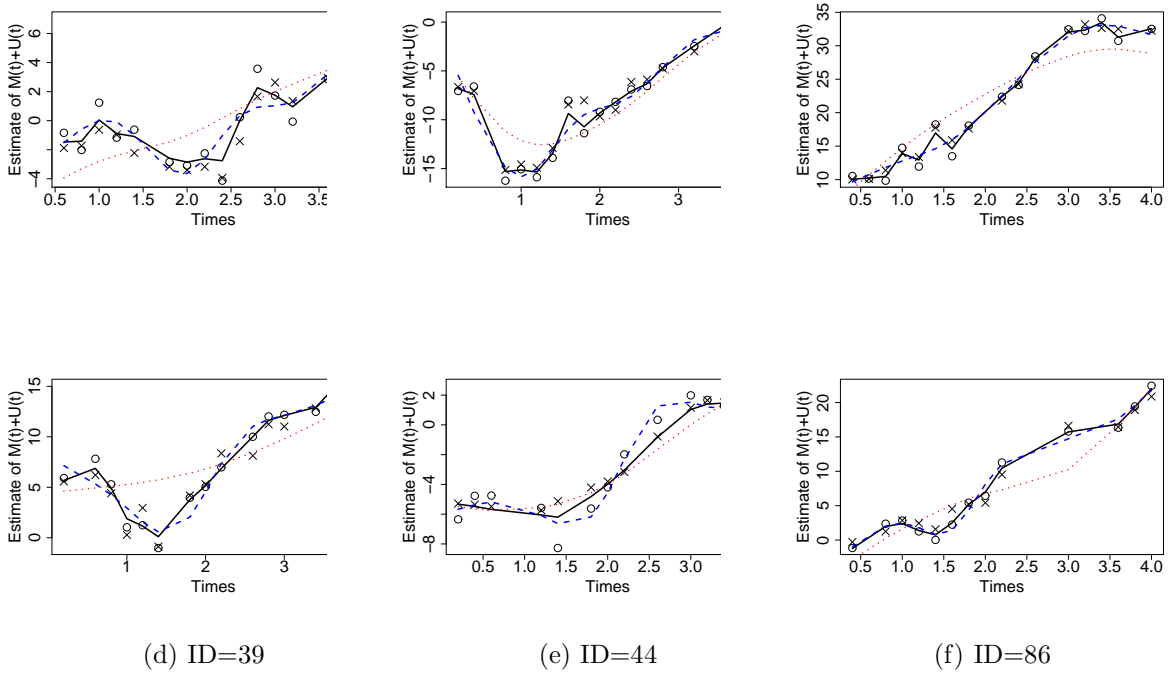 Estimate of M(t)+U(t)
6
4
2
0
−4
0.5 1.0 1.5 2.0 2.5 3.0 3.5
Times
Estimate of M(t)+U(t)
0
−5
−10
−15
1 2 3
Times
Estimate of M(t)+U(t)
35
30
25
20
15
10
0.5 1.0 1.5 2.0 2.5 3.0 3.5 4.0
Times
Estimate of M(t)+U(t)
15
10
5
0
1 2 3
Times
(d) ID=39
Estimate of M(t)+U(t)
2
0
−4
−8
0.5 1.0 1.5 2.0 2.5 3.0
Times
(e) ID=44
Estimate of M(t)+U(t)
20
15
10
5
0
0.5 1.0 1.5 2.0 2.5 3.0 3.5 4.0
Times
(f) ID=86